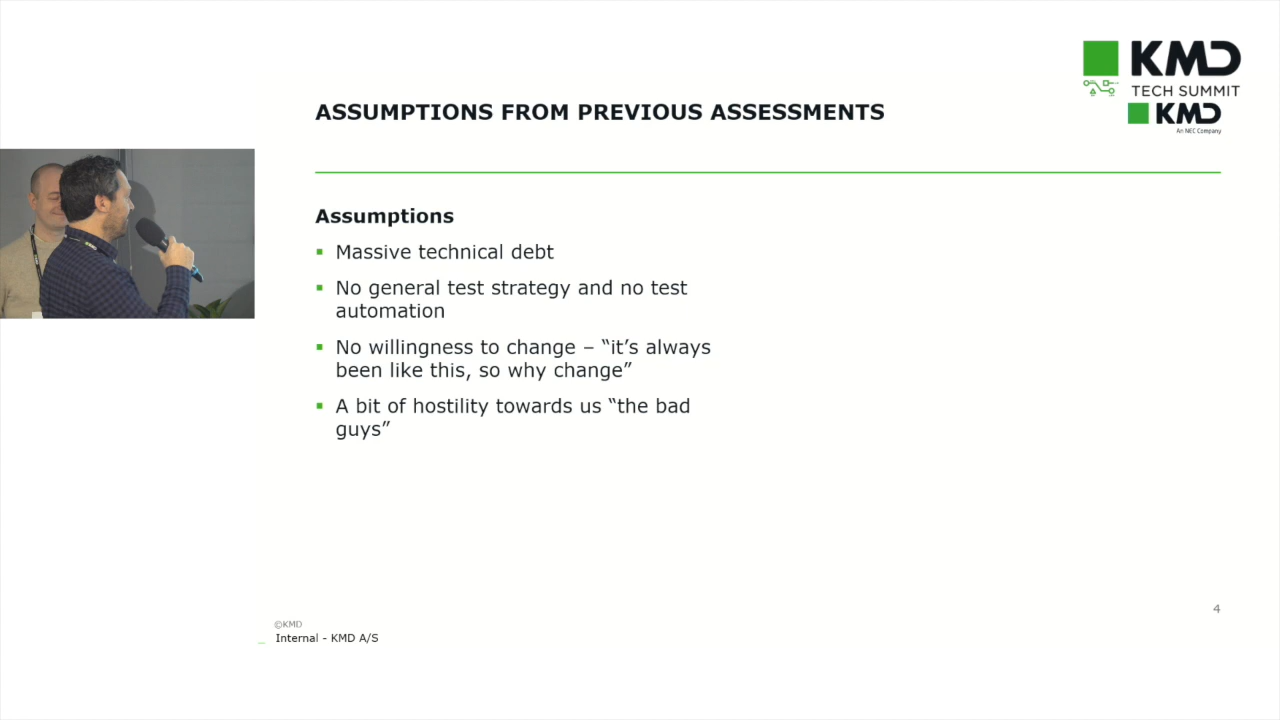 KMD
TECH SUMMIT
KMD
An NEC Company
ASSUMPTIONS FROM PREVIOUS ASSESSMENTS
Assumptions
▪ Massive technical debt
▪ No general test strategy and no test
automation
▪ No willingness to change – “it’s always
been like this, so why change”
▪ A bit of hostility towards us “the bad
guys”
4
©KMD
Internal - KMD A/S